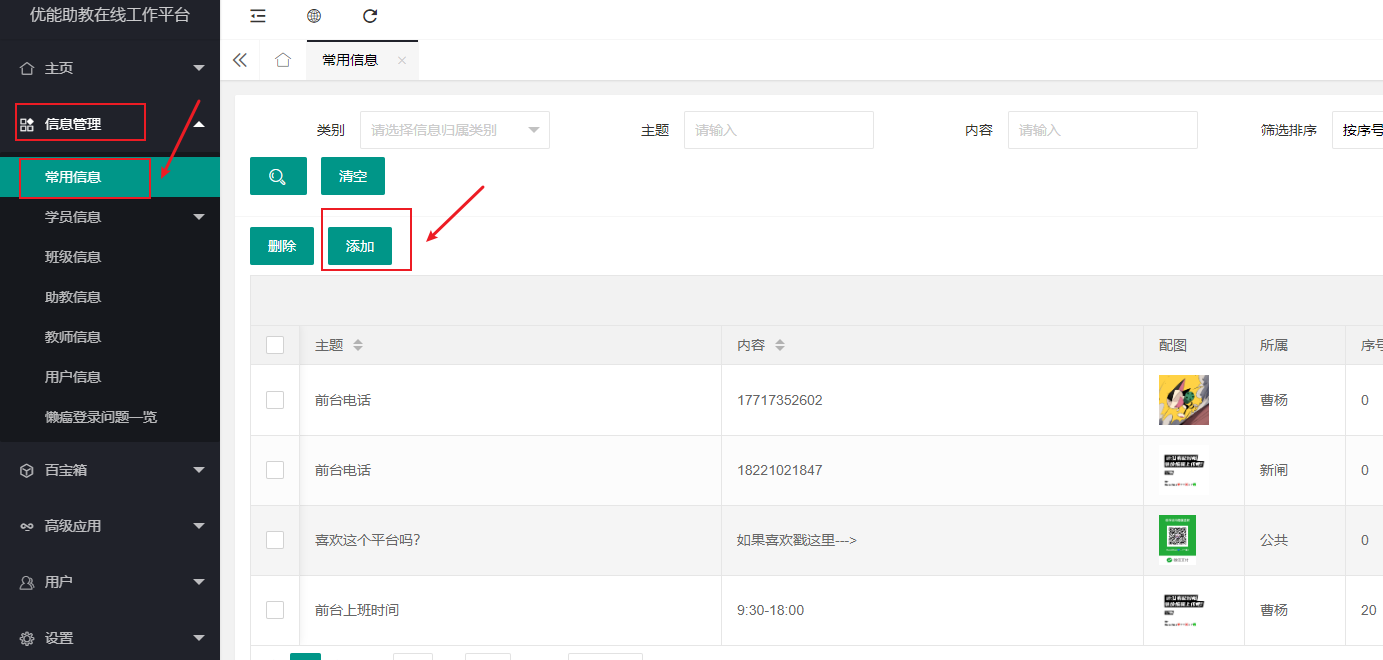 优能助教在线工作平台
主页
信息管理
常用信息
学员信息
班级信息
助教信息
教师信息
用户信息
懒癌登录问题一览
百宝箱
高级应用
用户
设置
常用信息
类别 请选择信息归属类别 主题 请输入 内容 请输入 筛选排序 按序号
清空
删除 添加
主题 内容 配图 所属 序号
前台电话 17717352602 曹杨 0
前台电话 18221021847 新闸 0
喜欢这个平台吗? 如果喜欢戳这里---> 公共 0
前台上班时间 9:30-18:00 曹杨 20